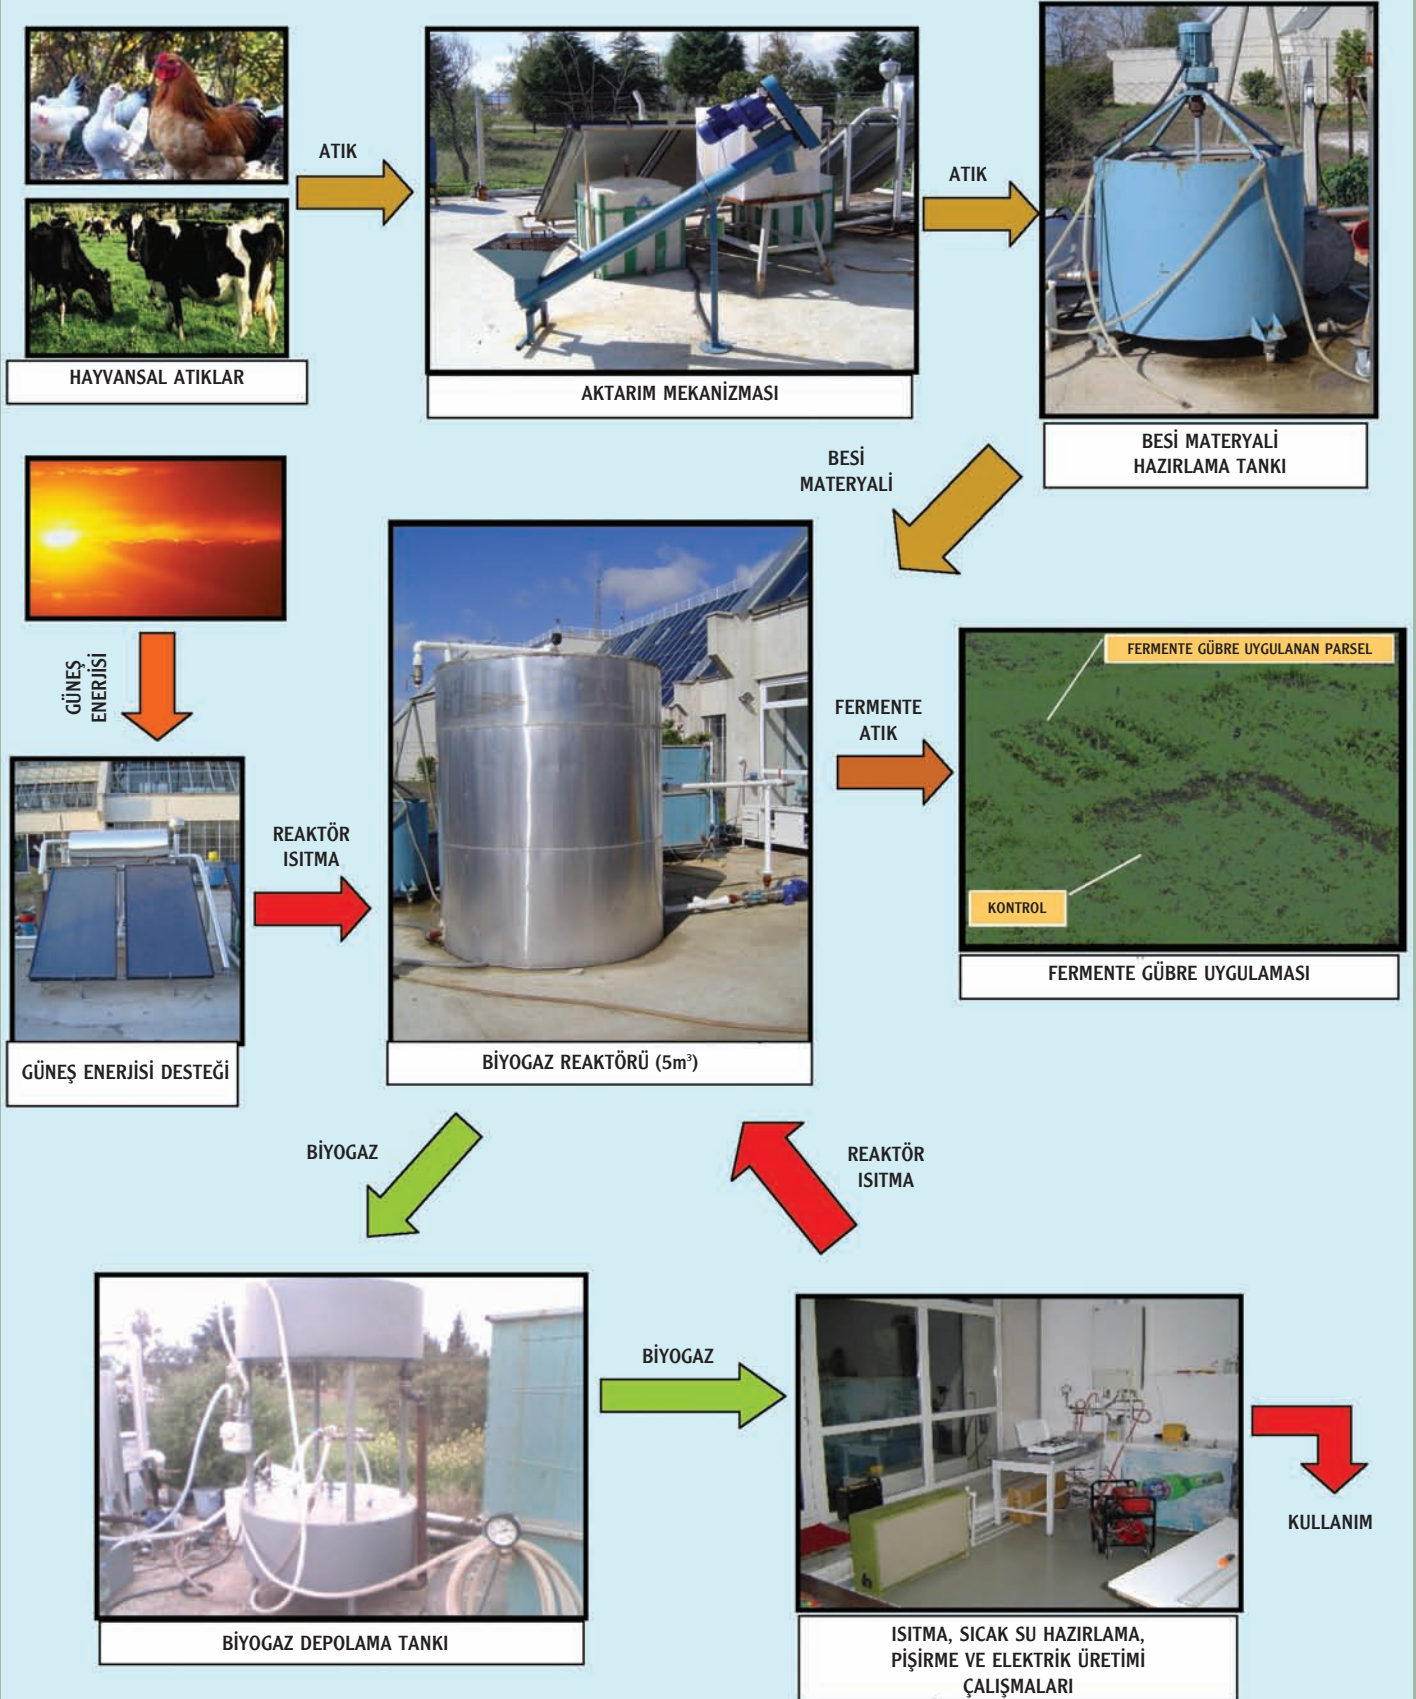 ATIK
ATIK
HAYVANSAL ATIKLAR
AKTARIM MEKANİZMASI
BESİ MATERYALİ
HAZIRLAMA TANKI
BESİ
MATERYALİ
GÜNEŞ
ENERJİSİ
FERMENTE GÜBRE UYGULANAN PARSEL
FERMENTE
ATIK
REAKTÖR
ISITMA
KONTROL
FERMENTE GÜBRE UYGULAMASI
GÜNEŞ ENERJİSİ DESTEĞİ
BİYOGAZ REAKTÖRÜ (5m³)
BİYOGAZ
REAKTÖR
ISITMA
BİYOGAZ
KULLANIM
BİYOGAZ DEPOLAMA TANKI
ISITMA, SICAK SU HAZIRLAMA,
PİŞİRME VE ELEKTRİK ÜRETİMİ
ÇALIŞMALARI